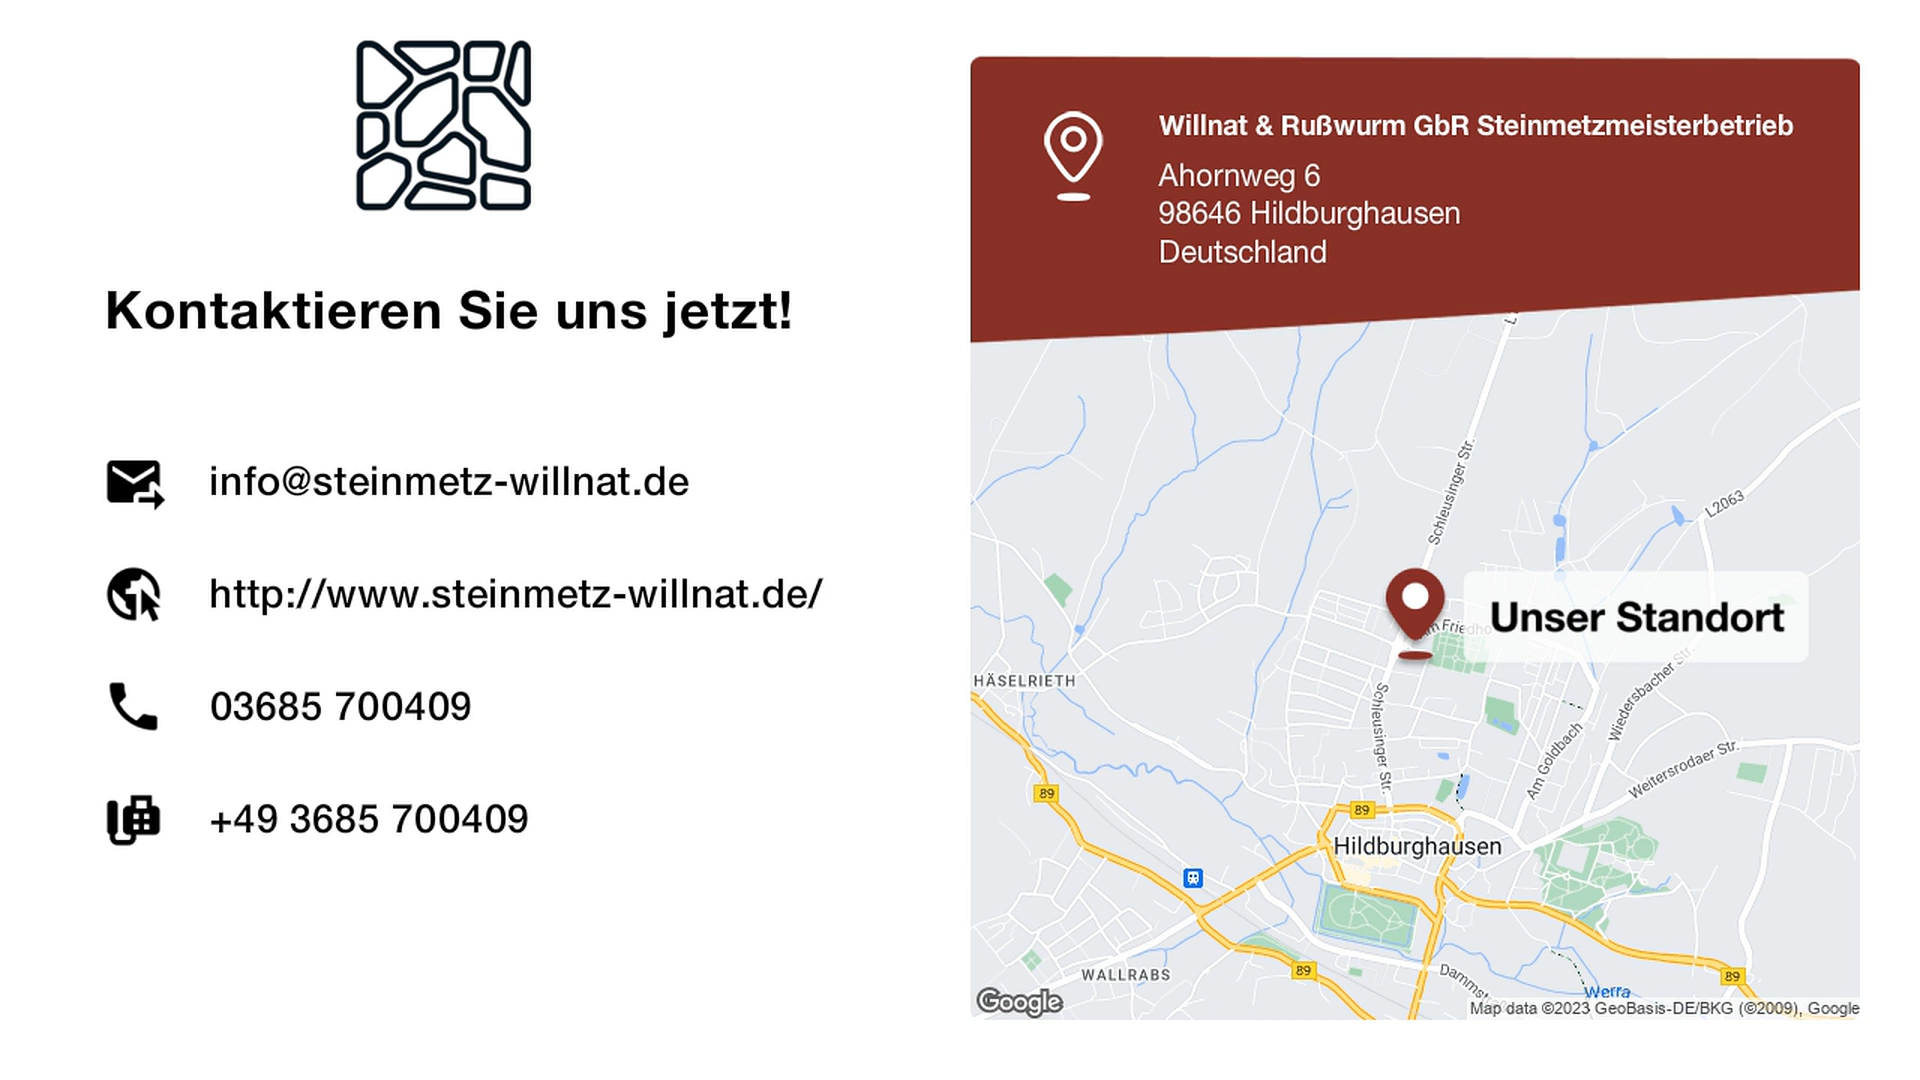 Kontaktieren Sie uns jetzt!
info@steinmetz-willnat.de
http://www.steinmetz-willnat.de/
03685 700409
+49 3685 700409
Willnat & Rußwurm GbR Steinmetzmeisterbetrieb
Ahornweg 6
98646 Hildburghausen
Deutschland
Schleusinger Str.
L2063
Unser Standort
HÄSELRIETH
Schleusinger Str.
Wiedersbacher Str.
Am Goldbach
Weitersrodaer Str.
89
89
Hildburghausen
WALLRABS
89
89
Werra
Google
Map data ©2023 GeoBasis-DE/BKG (©2009), Google